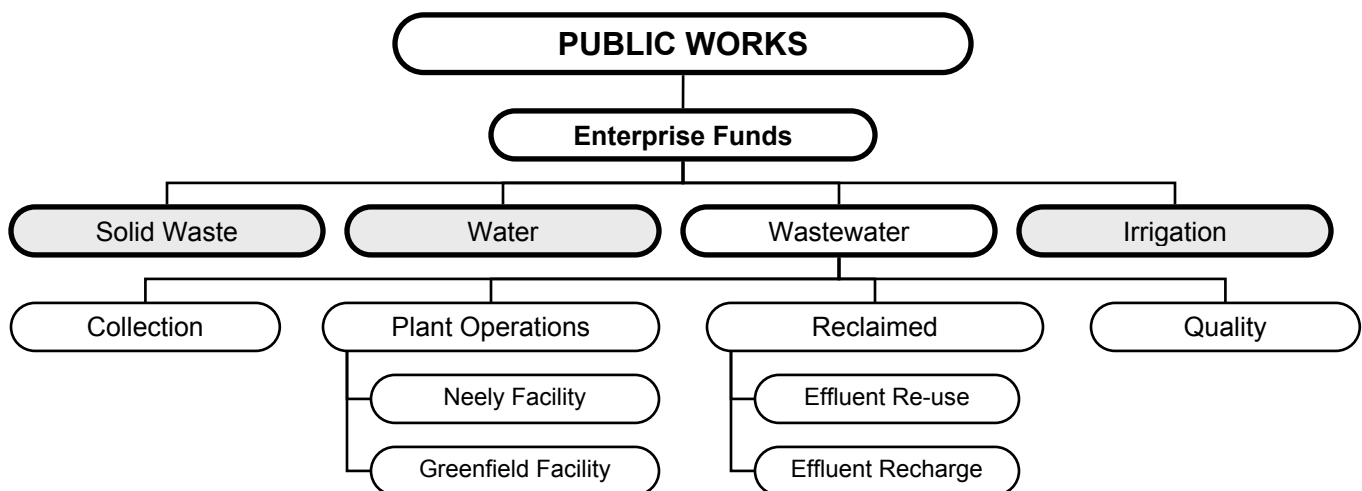 PUBLIC WORKS
Enterprise Funds
Solid Waste
Water
Wastewater
Irrigation
Collection
Plant Operations
Reclaimed
Quality
Neely Facility
Effluent Re-use
Greenfield Facility
Effluent Recharge